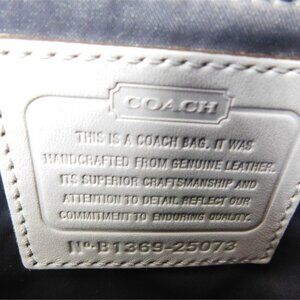 COACH
THIS IS A COACH BAG. IT WAS
HANDCRAFTED FROM GENUINE LEATHER.
ITS SUPERIOR CRAFTSMANSHIP AND
ATTENTION TO DETAIL REFLECT OUR
COMMITMENT TO ENDURING QUALITY.
Nº B1369-25073